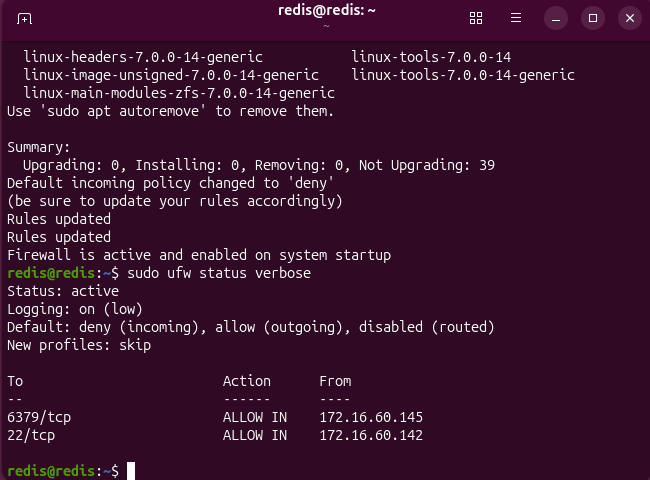 redis@redis: ~
~
linux-headers-7.0.0-14-generic linux-tools-7.0.0-14
linux-image-unsigned-7.0.0-14-generic linux-tools-7.0.0-14-generic
linux-main-modules-zfs-7.0.0-14-generic
Use 'sudo apt autoremove' to remove them.
Summary:
Upgrading: 0, Installing: 0, Removing: 0, Not Upgrading: 39
Default incoming policy changed to 'deny'
(be sure to update your rules accordingly)
Rules updated
Rules updated
Firewall is active and enabled on system startup
redis@redis:~$ sudo ufw status verbose
Status: active
Logging: on (low)
Default: deny (incoming), allow (outgoing), disabled (routed)
New profiles: skip
To Action From
-- ------ ----
6379/tcp ALLOW IN 172.16.60.145
22/tcp ALLOW IN 172.16.60.142
redis@redis:~$